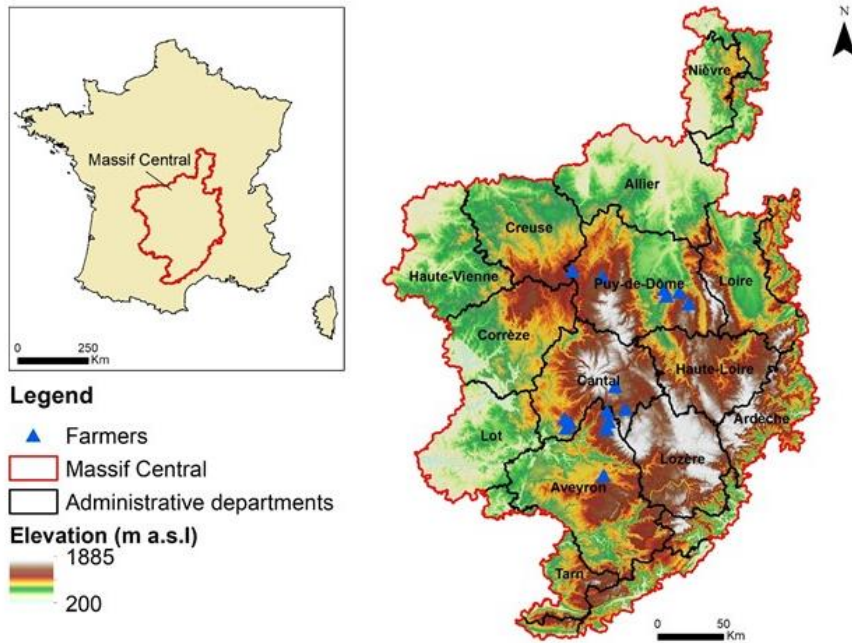 Massif Central
0 250
Km
Legend
Farmers
Massif Central
Administrative departments
Elevation (m a.s.l)
1885
200
N
Nièvre
Allier
Creuse
Haute-Vienne
Puy-de-Dôme
Loire
Corrèze
Haute-Loire
Cantal
Ardèche
Lot
Lozère
Aveyron
Tarn
0 50
Km